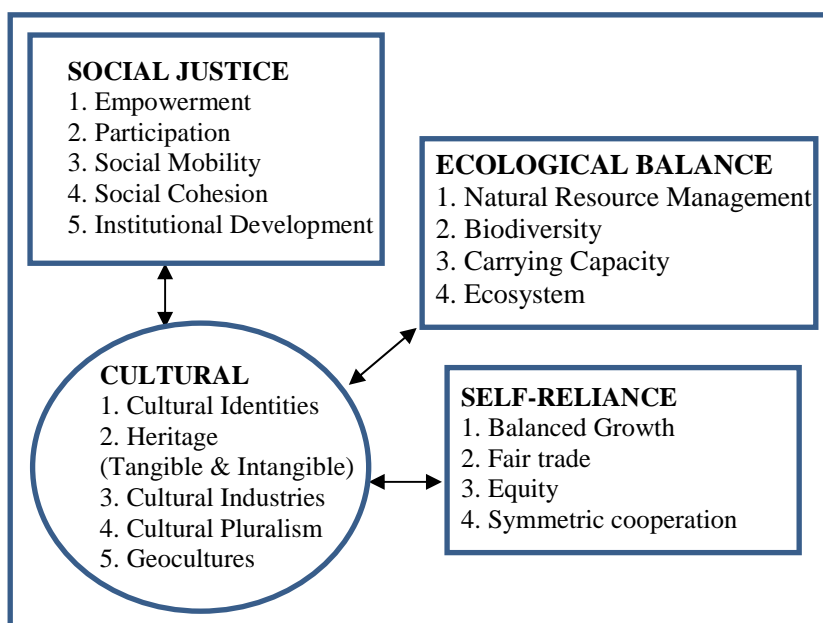 SOCIAL JUSTICE
1. Empowerment
2. Participation
3. Social Mobility
4. Social Cohesion
5. Institutional Development
ECOLOGICAL BALANCE
1. Natural Resource Management
2. Biodiversity
3. Carrying Capacity
4. Ecosystem
CULTURAL
1. Cultural Identities
2. Heritage
(Tangible & Intangible)
3. Cultural Industries
4. Cultural Pluralism
5. Geocultures
SELF-RELIANCE
1. Balanced Growth
2. Fair trade
3. Equity
4. Symmetric cooperation